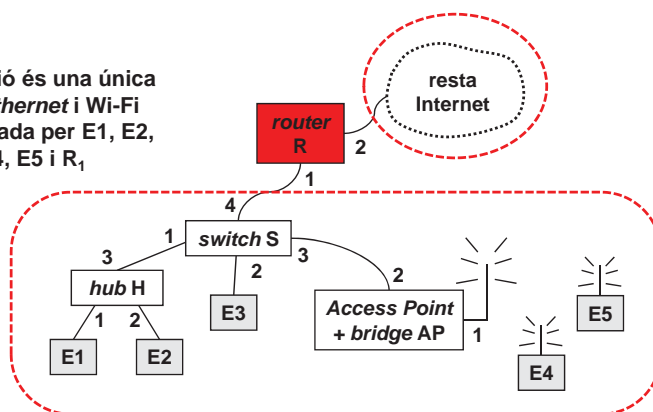 ió és una única
hernet i Wi-Fi
ada per E1, E2,
4, E5 i R1
resta
Internet
router
R
2
1
4
1
switch S
3
3
2
2
hub H
Access Point
+ bridge AP
1
E3
E5
1
2
E1
E2
E4